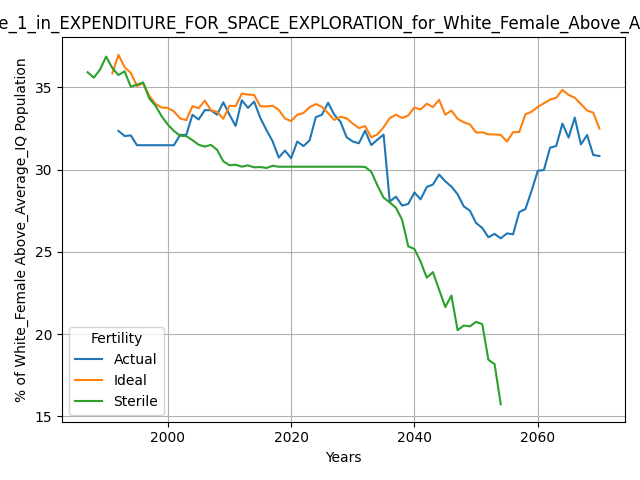 e_1_in_EXPENDITURE_FOR_SPACE_EXPLORATION_for_White_Female_Above_A
% of White_Female Above_Average_IQ Population
35
30
25
20
15
Fertility
Actual
Ideal
Sterile
2000
2020
2040
2060
Years